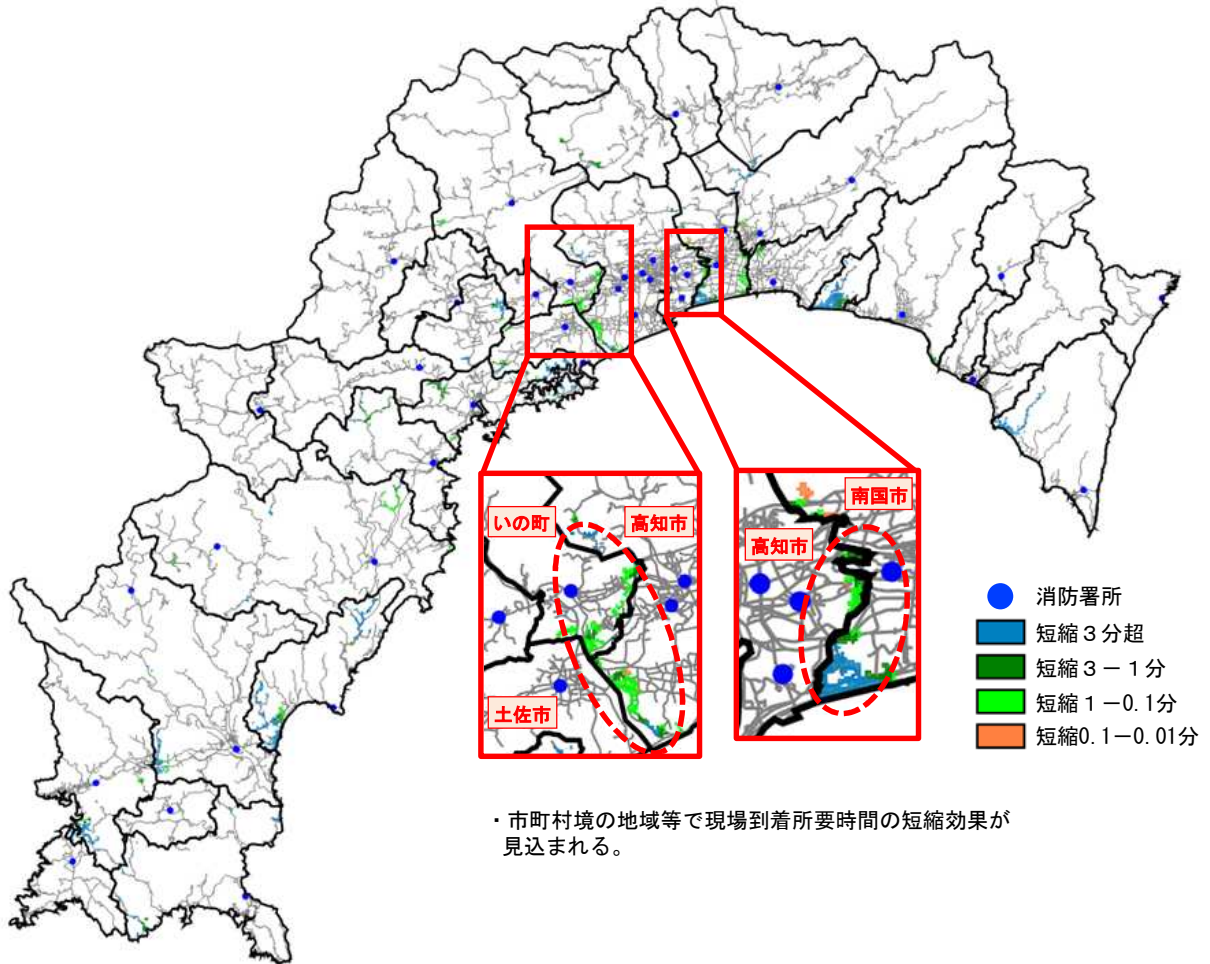 いの町
高知市
土佐市
南国市
高知市
消防署所
短縮３分超
短縮３－１分
短縮１－0.1分
短縮0.1－0.01分
・市町村境の地域等で現場到着所要時間の短縮効果が
見込まれる。